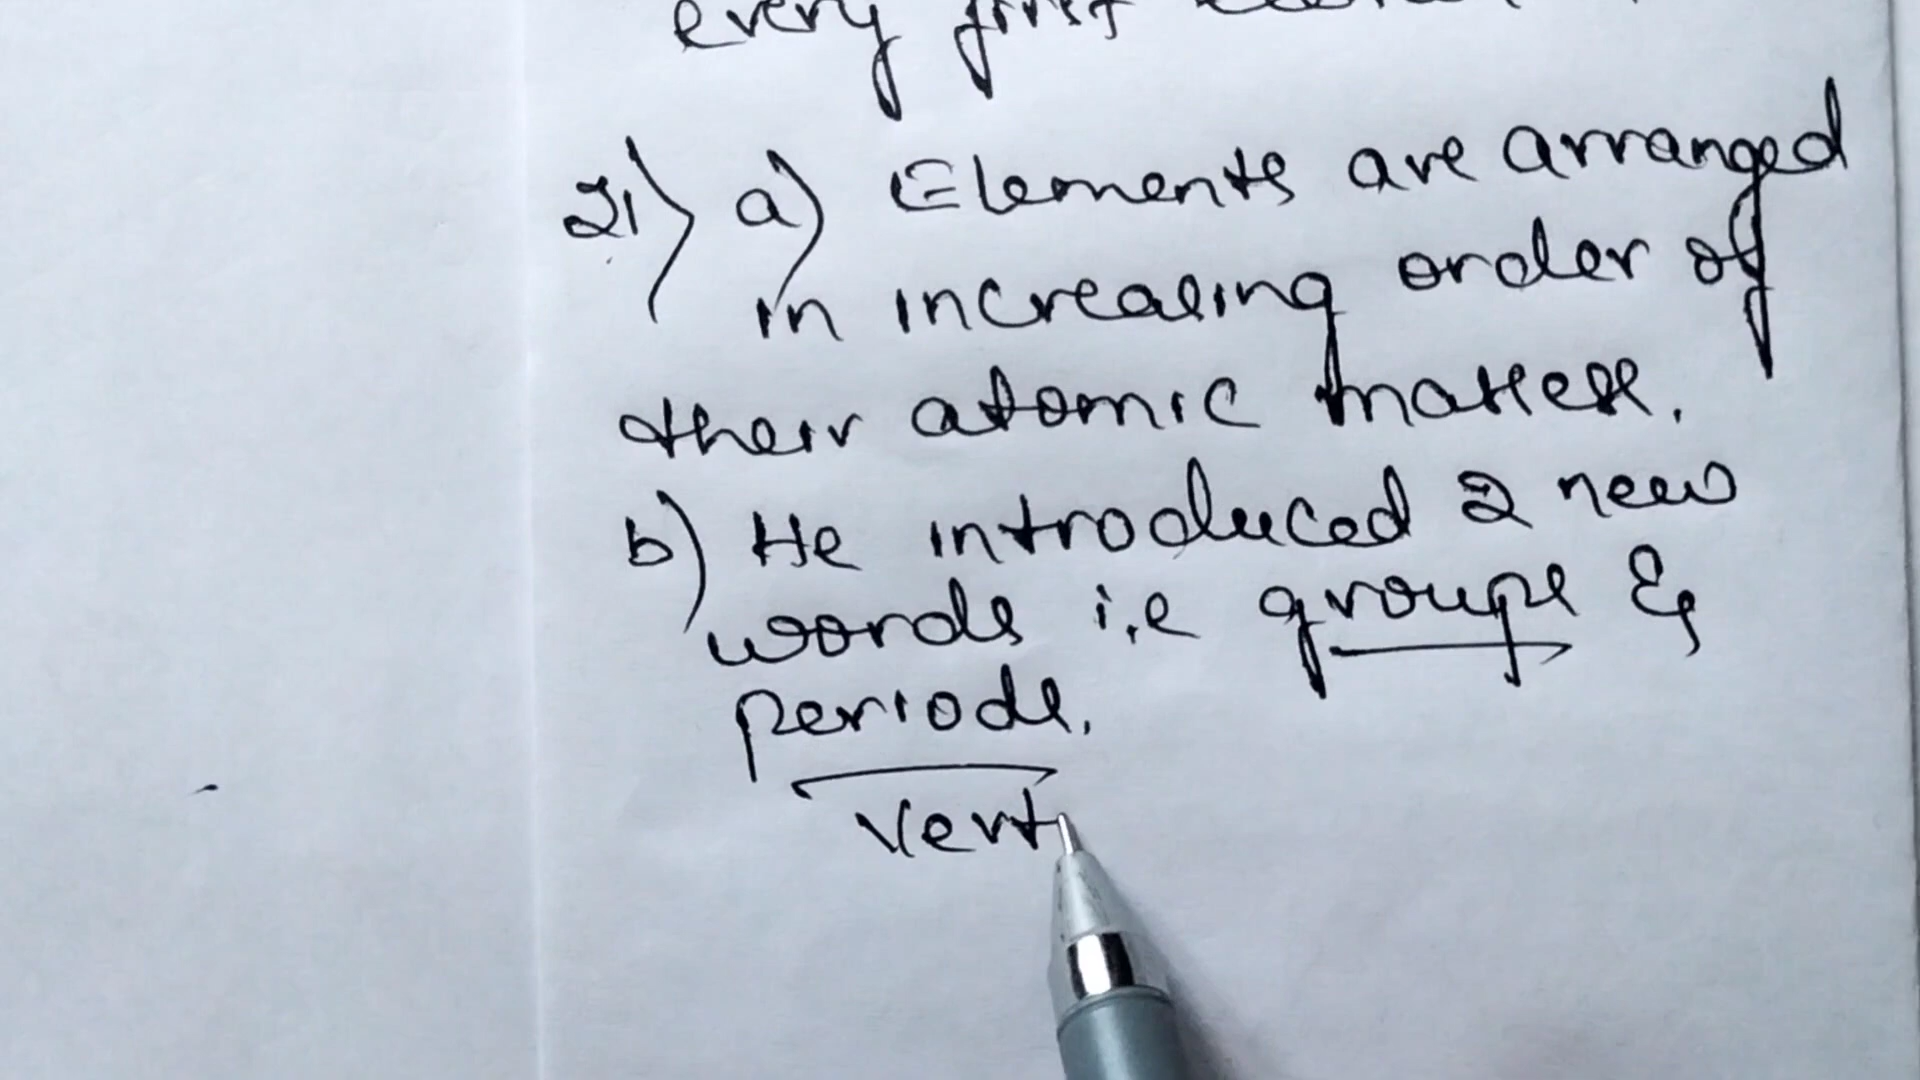 every first
21) a) Elements are arranged
in increasing order of
their atomic masses.
b) He introduced 2 new
words i.e groups &
periods.
Vert